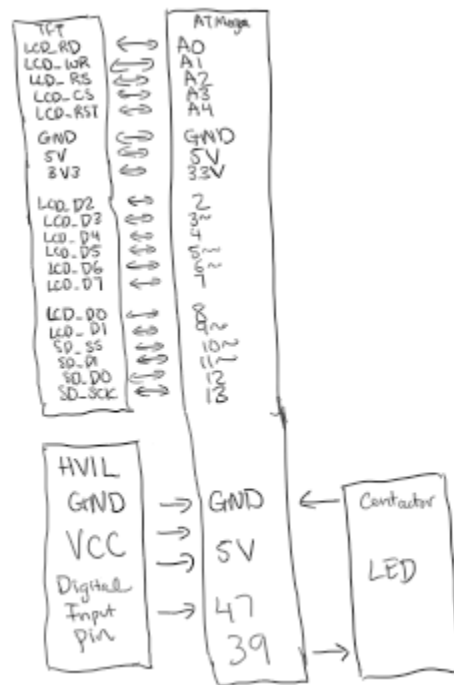 TFT
ATMega
LCD_RD
A0
LCD_WR
A1
LCD_RS
A2
LCD_CS
A3
LCD_RST
A4
GND
GND
5V
5V
3V3
3.3V
LCD_D2
2
LCD_D3
3~
LCD_D4
4
LCD_D5
5~
LCD_D6
6~
LCD_D7
7
LCD_D0
8
LCD_D1
9~
SD_SS
10~
SD_DI
11~
SD_DO
12
SD_SCK
13
HVIL
GND
GND
Contactor
VCC
5V
LED
Digital
Input
pin
47
39